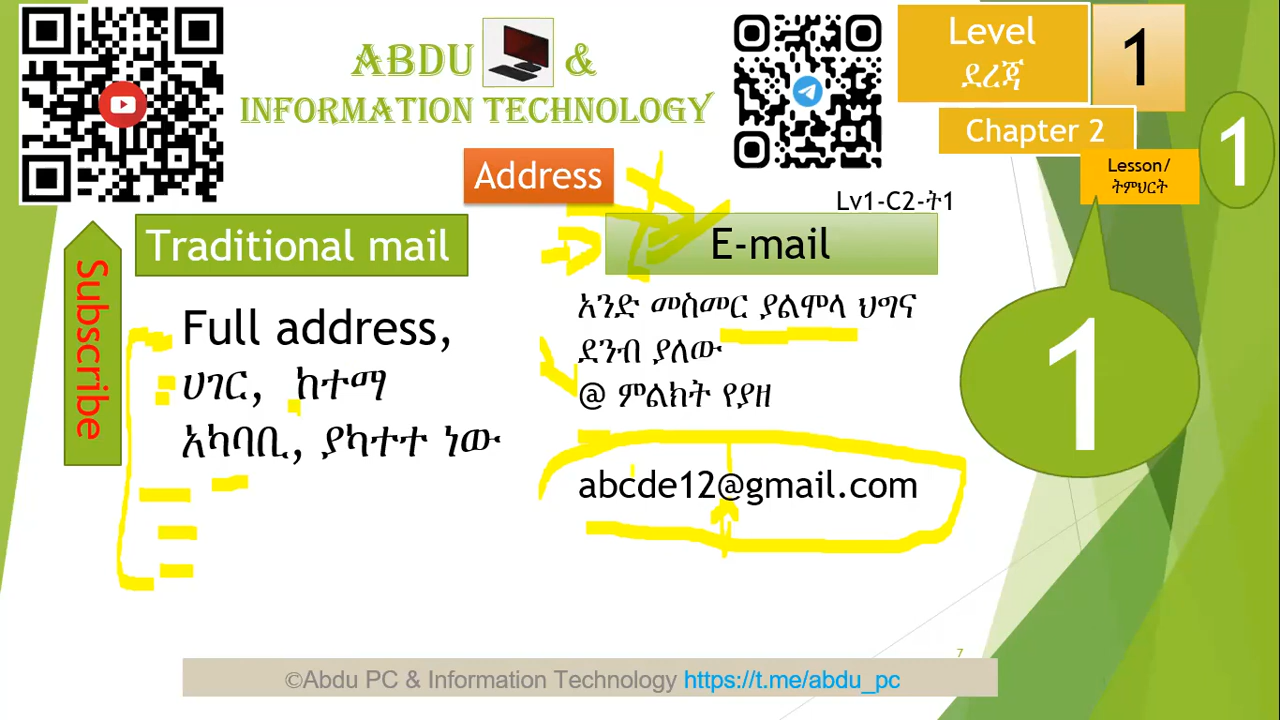 ABDU &
INFORMATION TECHNOLOGY
Level
ደረጃ
1
Chapter 2
Lesson/
ትምህርት
1
Address
Lv1-C2-ት1
Subscribe
Traditional mail
Full address,
ሀገር, ከተማ
አካባቢ, ያካተተ ነው
E-mail
አንድ መስመር ያልሞላ ህግና
ደንብ ያለው
@ ምልክት የያዘ
abcde12@gmail.com
1
7
©Abdu PC & Information Technology https://t.me/abdu_pc